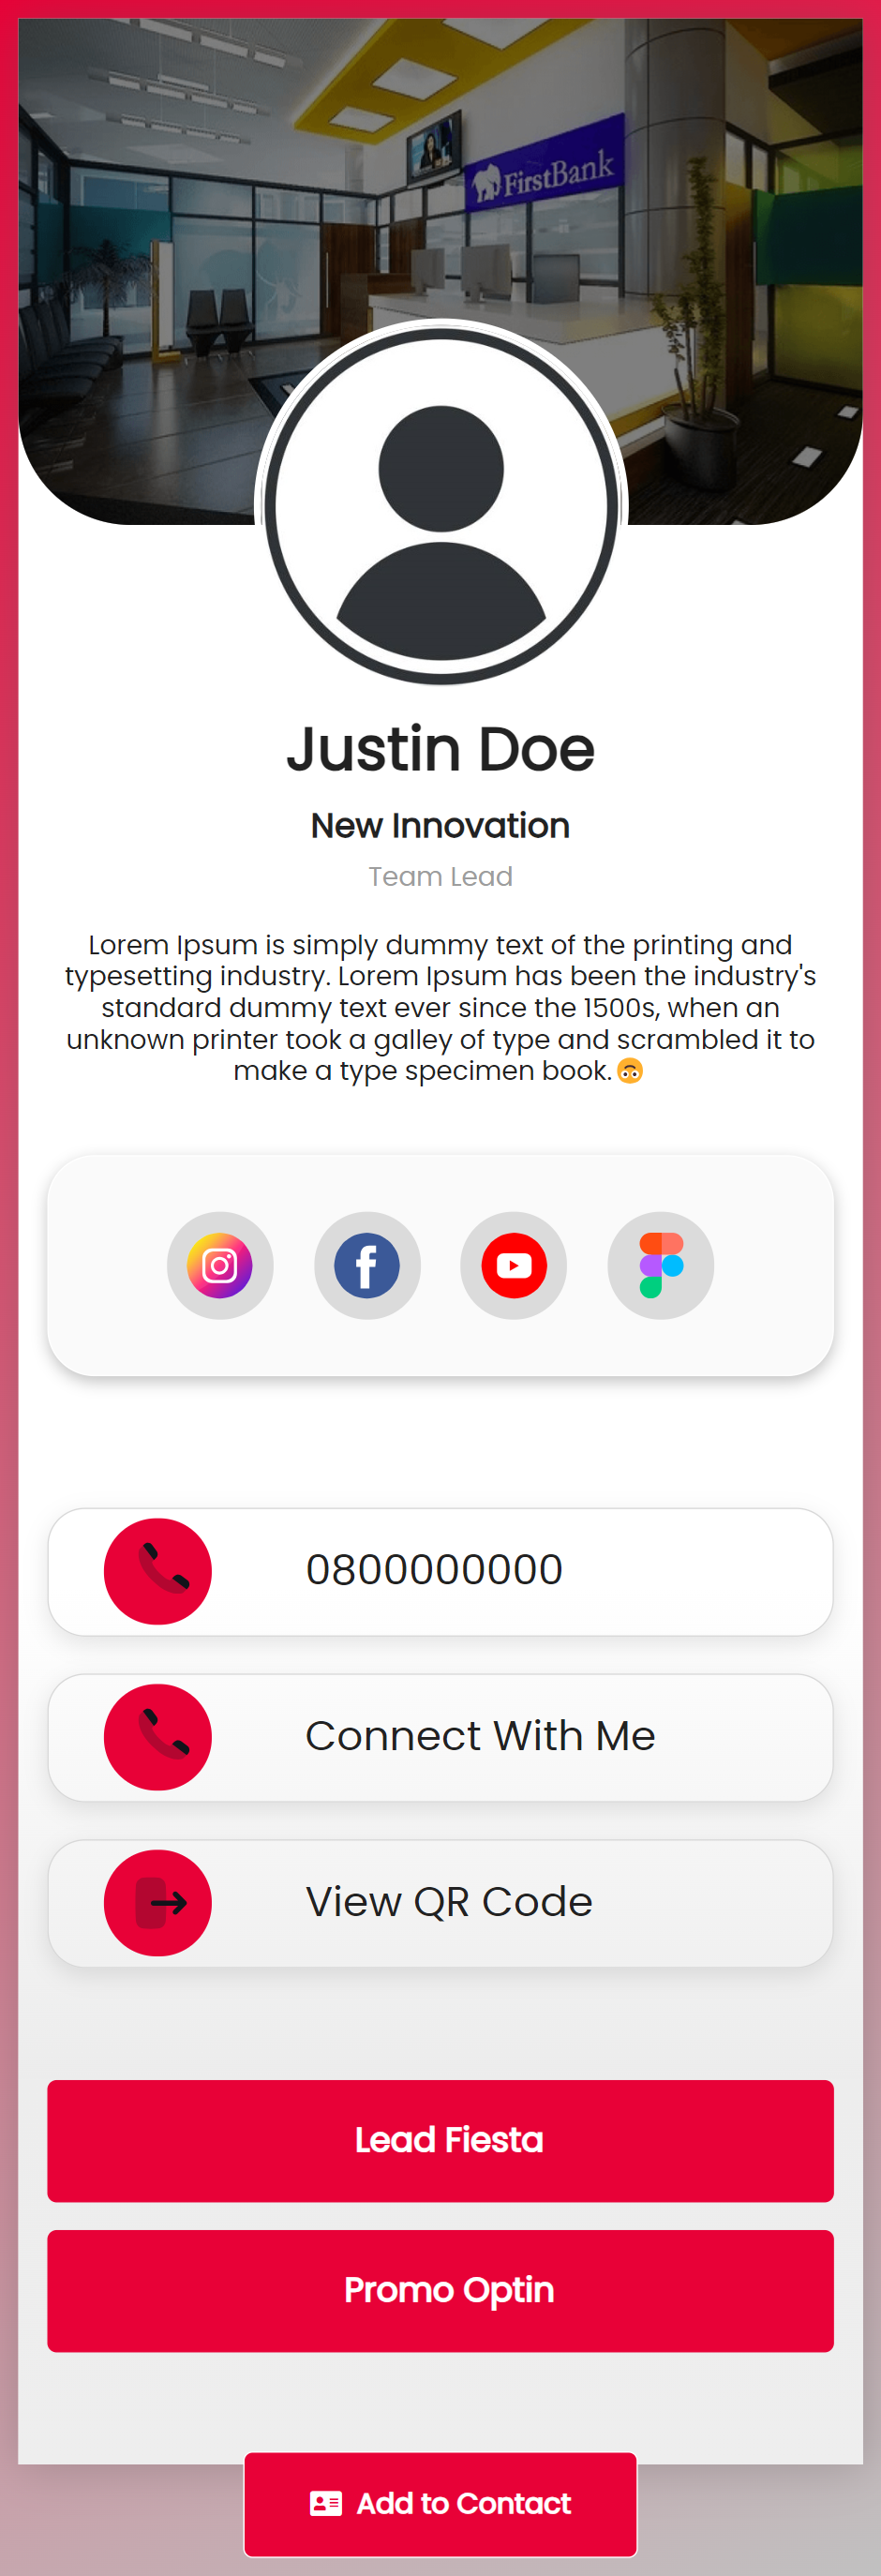 FirstBank
Justin Doe
New Innovation
Team Lead
Lorem Ipsum is simply dummy text of the printing and
typesetting industry. Lorem Ipsum has been the industry's
standard dummy text ever since the 1500s, when an
unknown printer took a galley of type and scrambled it to
make a type specimen book. 🙃
0800000000
Connect With Me
View QR Code
Lead Fiesta
Promo Optin
Add to Contact